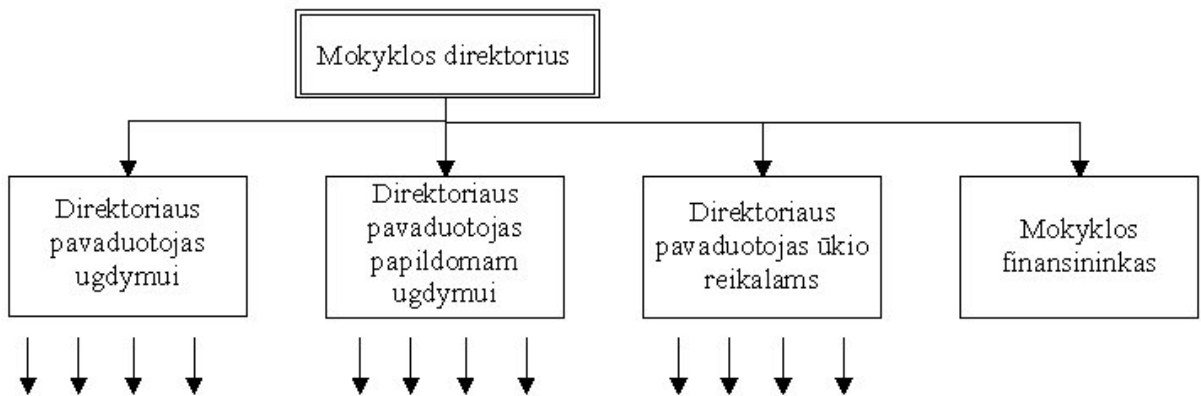 Mokyklos direktorius
Direktoriaus
pavaduotojas
ugdymui
Direktoriaus
pavaduotojas
papildomam
ugdymui
Direktoriaus
pavaduotojas ūkio
reikalams
Mokyklos
finansininkas